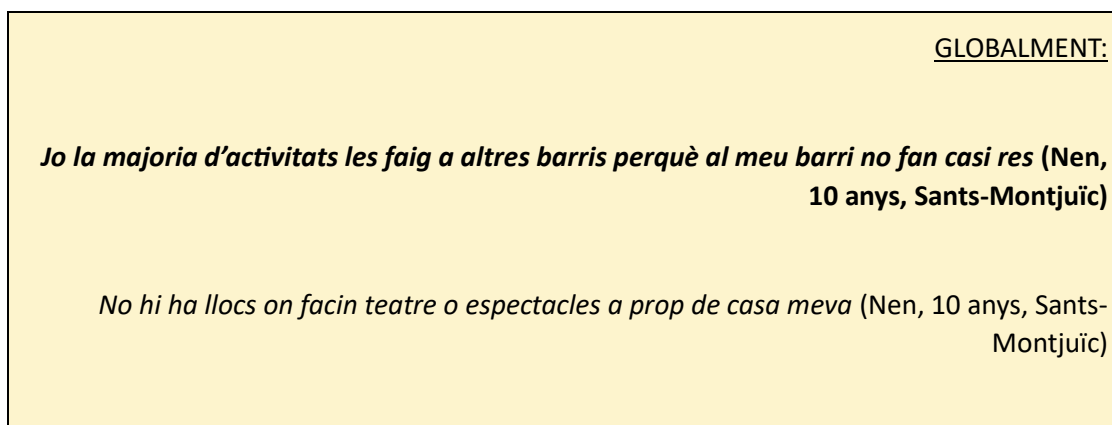 GLOBALMENT:
Jo la majoria d’activitats les faig a altres barris perquè al meu barri no fan casi res (Nen,
10 anys, Sants-Montjuïc)
No hi ha llocs on facin teatre o espectacles a prop de casa meva (Nen, 10 anys, Sants-
Montjuïc)